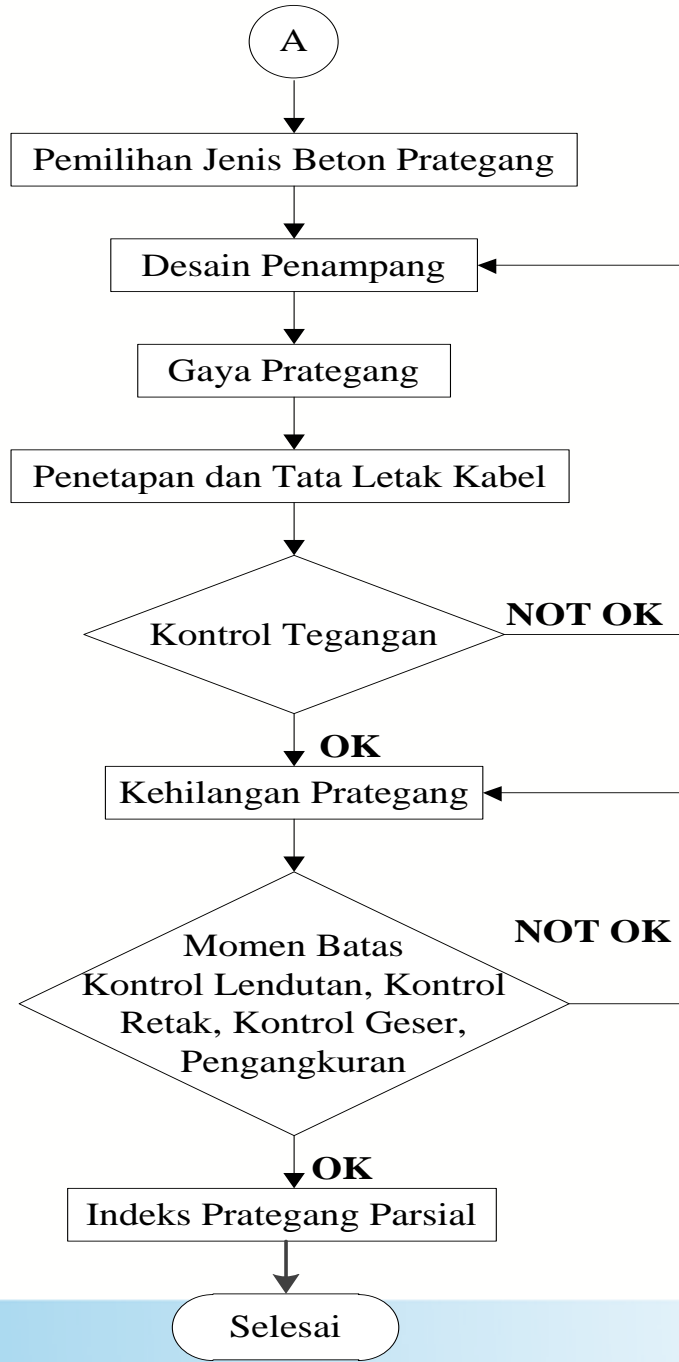 A
Pemilihan Jenis Beton Prategang
Desain Penampang
Gaya Prategang
Penetapan dan Tata Letak Kabel
Kontrol Tegangan
NOT OK
OK
Kehilangan Prategang
Momen Batas
Kontrol Lendutan, Kontrol
Retak, Kontrol Geser,
Pengangkuran
NOT OK
OK
Indeks Prategang Parsial
Selesai